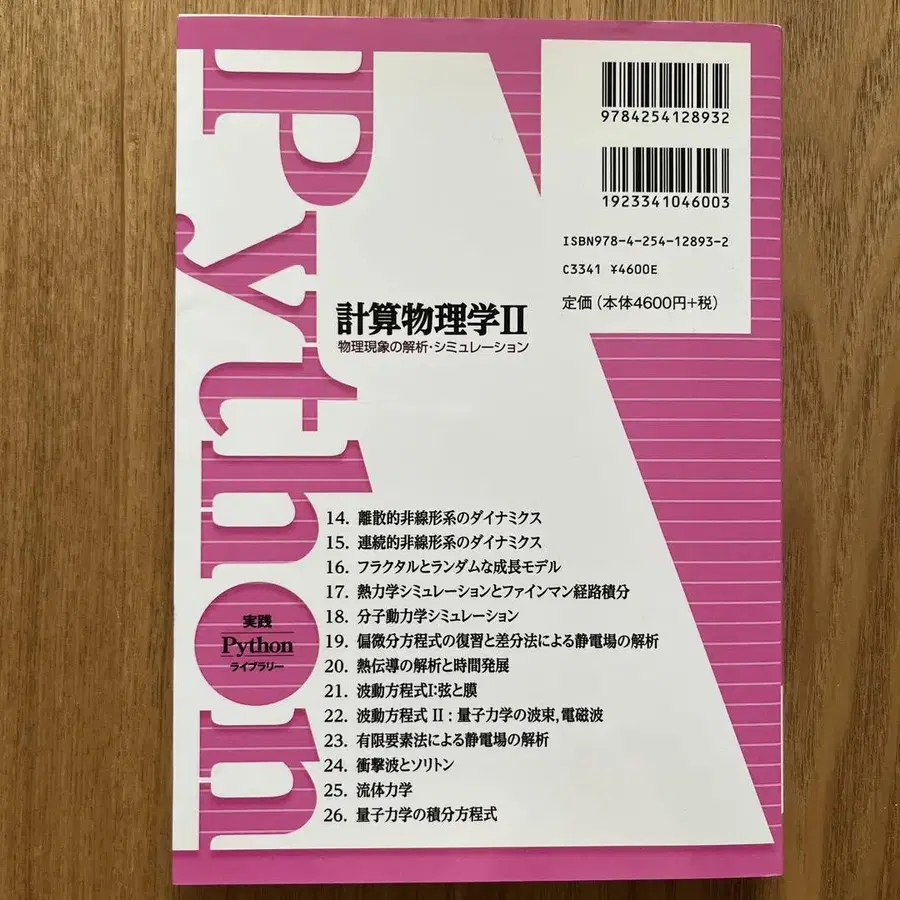 Python
9784254128932
1923341046003
ISBN978-4-254-12893-2
C3341 ¥4600E
定価（本体4600円+税）
計算物理学II
物理現象の解析・シミュレーション
14. 離散的非線形系のダイナミクス
15. 連続的非線形系のダイナミクス
16. フラクタルとランダムな成長モデル
17. 熱力学シミュレーションとファインマン経路積分
18. 分子動力学シミュレーション
19. 偏微分方程式の復習と差分法による静電場の解析
20. 熱伝導の解析と時間発展
21. 波動方程式I:弦と膜
22. 波動方程式 II : 量子力学の波束,電磁波
23. 有限要素法による静電場の解析
24. 衝撃波とソリトン
25. 流体力学
26. 量子力学の積分方程式
実践
Python
ライブラリー